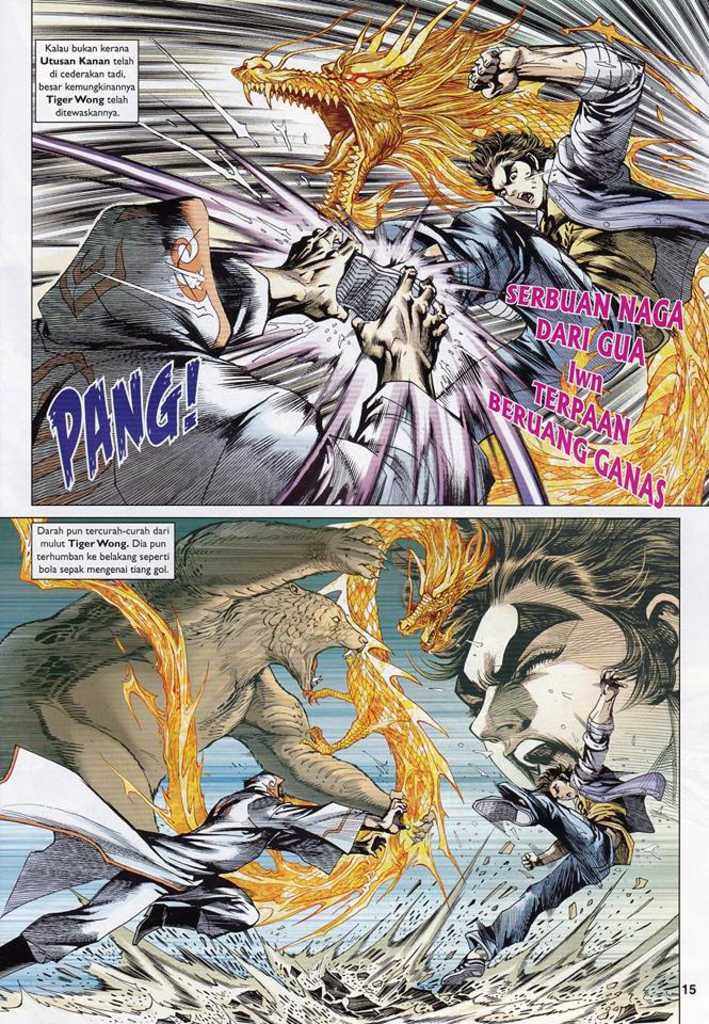 Kalau bukan kerana
Utusan Kanan telah
di cederakan tadi,
besar kemungkinannya
Tiger Wong telah
ditewaskannya.
SERBUAN NAGA
DARI GUA
lwn
TERPAAN
BERUANG GANAS
PANG!
Darah pun tercurah-curah dari
mulut Tiger Wong. Dia pun
terhumban ke belakang seperti
bola sepak mengenai tiang gol.
15